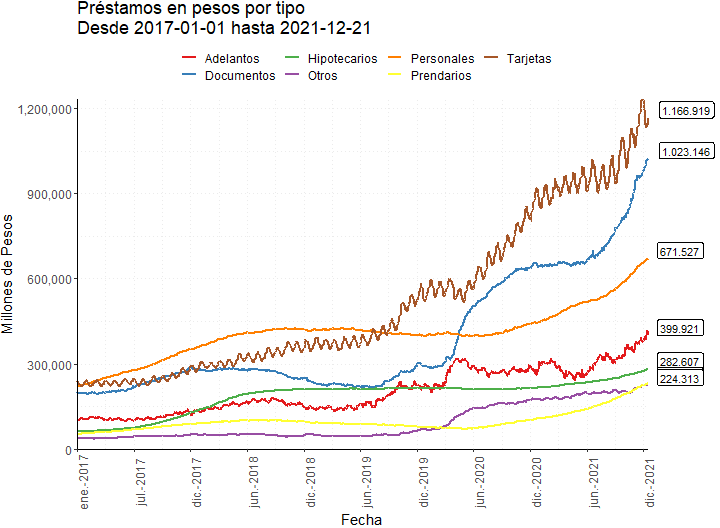 Préstamos en pesos por tipo
Desde 2017-01-01 hasta 2021-12-21
Adelantos Hipotecarios Personales Tarjetas
Documentos Otros Prendarios
Millones de Pesos
1,200,000
900,000
600,000
300,000
0
1.166.919
1.023.146
671.527
399.921
282.607
224.313
ene.-2017 jul.-2017 dic.-2017 jun.-2018 dic.-2018 jun.-2019 dic.-2019 jun.-2020 dic.-2020 jun.-2021 dic.-2021
Fecha